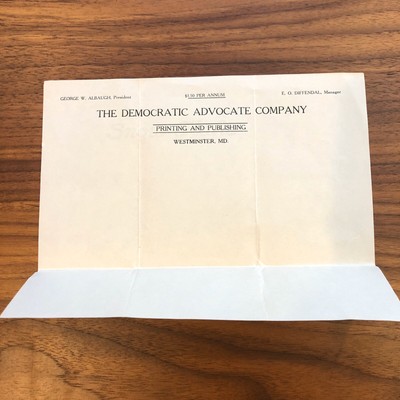 GEORGE W. ALBAUGH, President
$1.50 PER ANNUM
E. O. DIFFENDAL, Manager
THE DEMOCRATIC ADVOCATE COMPANY
PRINTING AND PUBLISHING
WESTMINSTER, MD.